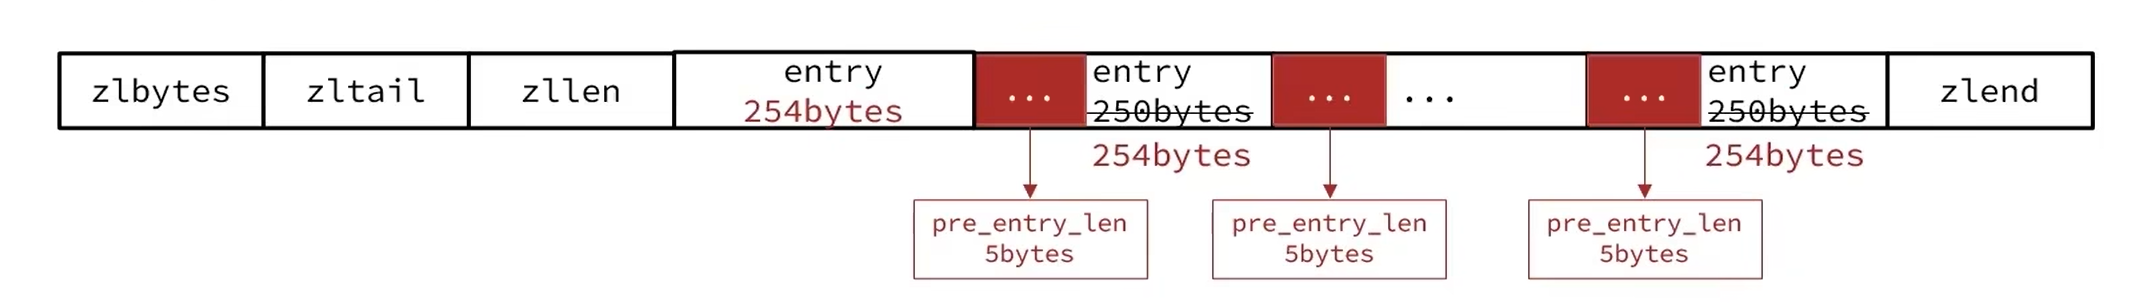 zlbytes
zltail
zllen
entry
254bytes
...
entry
250bytes
...
...
...
entry
250bytes
zlend
254bytes
254bytes
pre_entry_len
5bytes
pre_entry_len
5bytes
pre_entry_len
5bytes